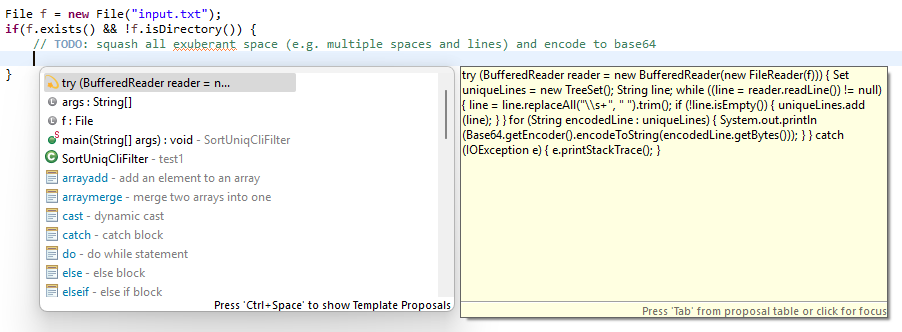 File f = new File("input.txt");
if(f.exists() && !f.isDirectory()) {
// TODO: squash all exuberant space (e.g. multiple spaces and lines) and encode to base64
}
try (BufferedReader reader = n...
args : String[]
f : File
main(String[] args) : void - SortUniqCliFilter
SortUniqCliFilter - test1
arrayadd - add an element to an array
arraymerge - merge two arrays into one
cast - dynamic cast
catch - catch block
do - do while statement
else - else block
elseif - else if block
Press 'Ctrl+Space' to show Template Proposals
try (BufferedReader reader = new BufferedReader(new FileReader(f))) { Set
uniqueLines = new TreeSet(); String line; while ((line = reader.readLine()) != null)
{ line = line.replaceAll("\\s+", " ").trim(); if (!line.isEmpty()) { uniqueLines.add
(line); } } for (String encodedLine : uniqueLines) { System.out.println
(Base64.getEncoder().encodeToString(encodedLine.getBytes())); } } catch
(IOException e) { e.printStackTrace(); }
Press 'Tab' from proposal table or click for focus